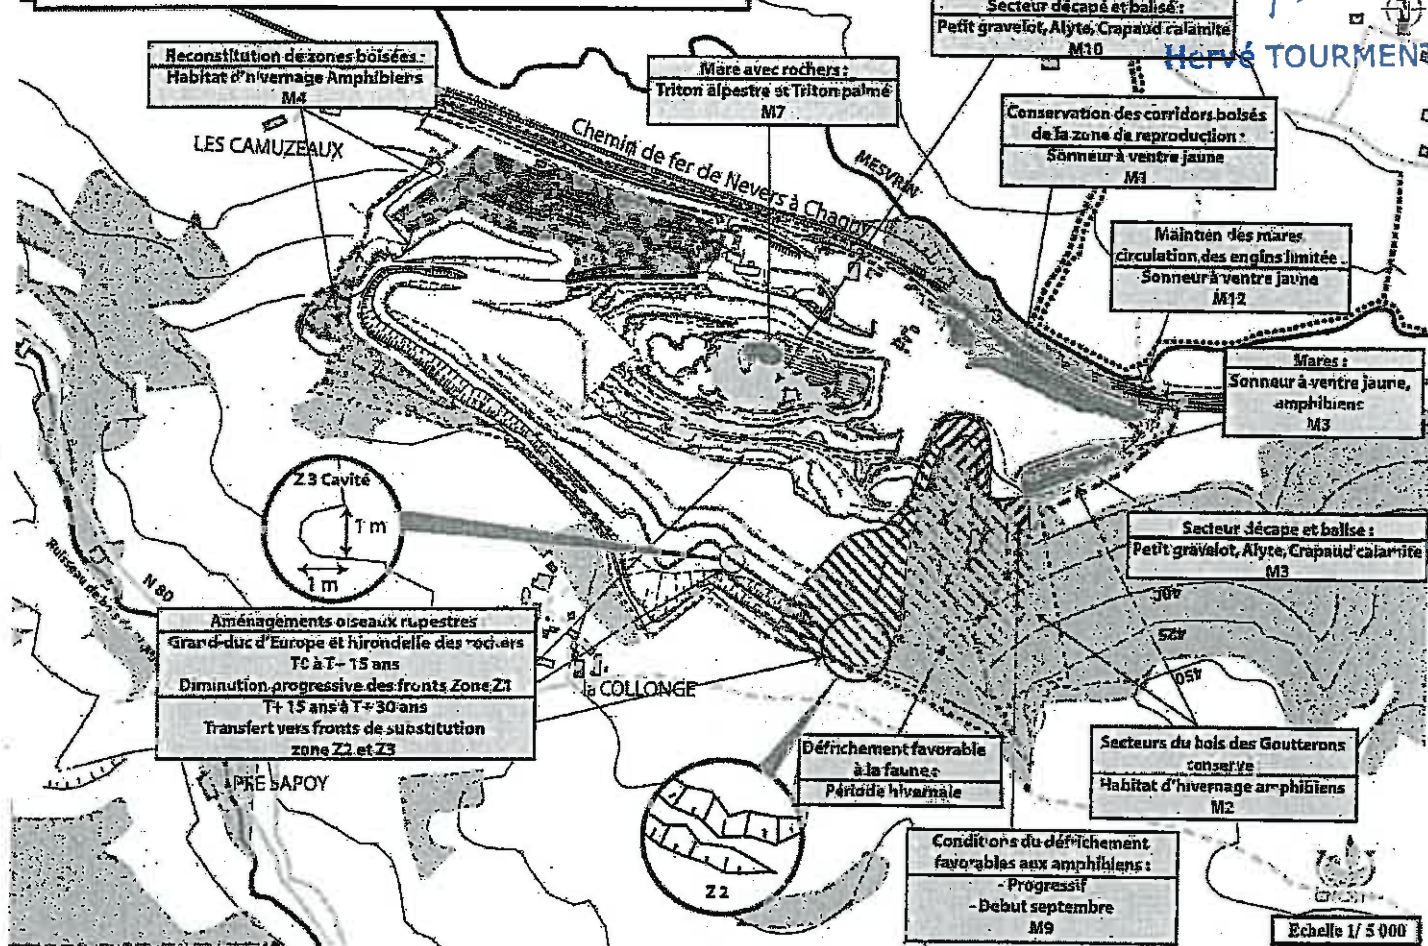 Secteur décapé et balisé :
Petit gravelot, Alyte, Crapaud calamite
M10
Hervé TOURMEN
Reconstitution de zones boisées :
Habitat d'hivernage Amphibiens
M4
Mare avec rochers :
Triton alpestre et Triton palmé
M7
Conservation des corridors boisés
de la zone de reproduction :
Sonneur à ventre jaune
M1
LES CAMUZEAUX
Chemin de fer de Nevers à Chagny
MESVRIN
Maintien des mares
circulation des engins limitée
Sonneur à ventre jaune
M12
Mares :
Sonneur à ventre jaune,
amphibiens
M3
Z3 Cavité
1 m
1 m
Secteur décapé et balisé :
Petit gravelot, Alyte, Crapaud calamite
M3
N 80
400
425
450
Aménagements oiseaux rupestres
Grand-duc d'Europe et hirondelle des rochers
T0 à T+ 15 ans
Diminution progressive des fronts Zone Z1
T+ 15 ans à T+ 30 ans
Transfert vers fronts de substitution
zone Z2 et Z3
la COLLONGE
PRE SAPOY
Défrichement favorable
à la faune :
Période hivernale
Secteurs du bois des Goutterons
conservé
Habitat d'hivernage amphibiens
M2
Z 2
Conditions du défrichement
favorables aux amphibiens :
- Progressif
- Début septembre
M9
Echelle 1/ 5 000